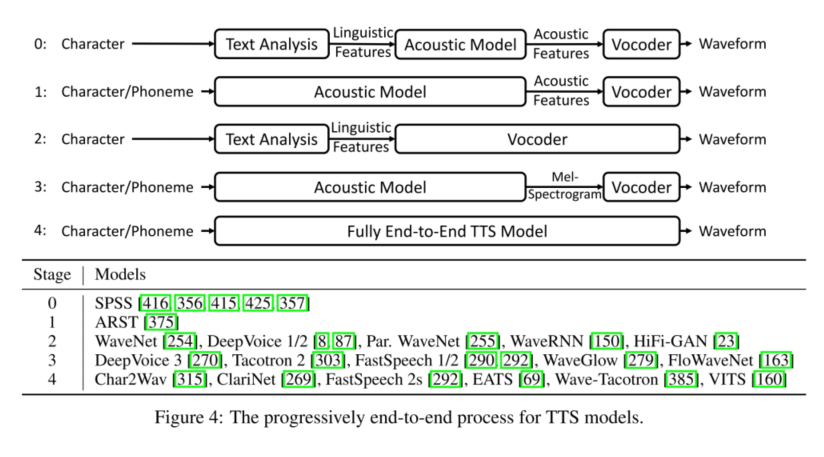 0: Character Text Analysis Linguistic Features Acoustic Model Acoustic Features Vocoder Waveform
1: Character/Phoneme Acoustic Model Acoustic Features Vocoder Waveform
2: Character Text Analysis Linguistic Features Vocoder Waveform
3: Character/Phoneme Acoustic Model Mel-Spectrogram Vocoder Waveform
4: Character/Phoneme Fully End-to-End TTS Model Waveform
Stage Models
0 SPSS [416, 356, 415, 425, 357]
1 ARST [375]
2 WaveNet [254], DeepVoice 1/2 [8, 87], Par. WaveNet [255], WaveRNN [150], HiFi-GAN [23]
3 DeepVoice 3 [270], Tacotron 2 [303], FastSpeech 1/2 [290, 292], WaveGlow [279], FloWaveNet [163]
4 Char2Wav [315], ClariNet [269], FastSpeech 2s [292], EATS [69], Wave-Tacotron [385], VITS [160]
Figure 4: The progressively end-to-end process for TTS models.